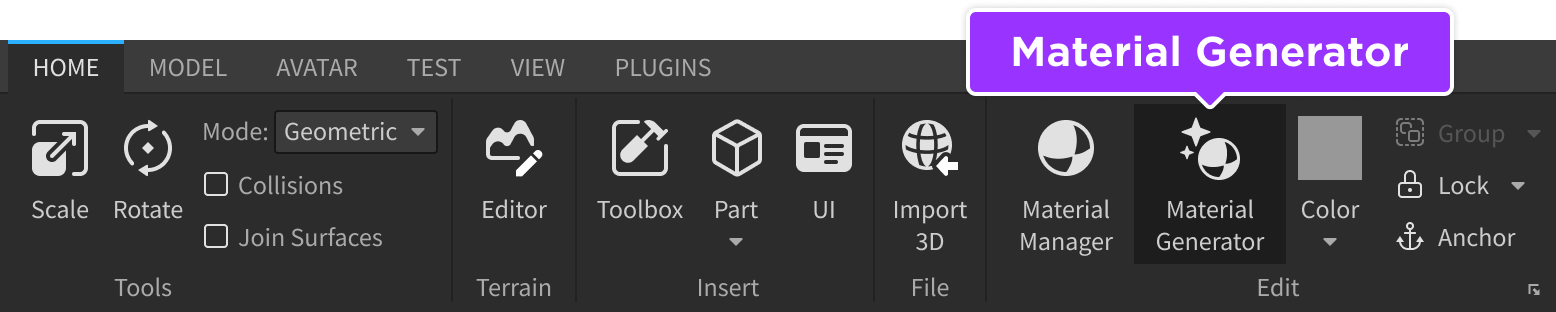 Material Generator
HOME MODEL AVATAR TEST VIEW PLUGINS
Mode: Geometric
Collisions
Join Surfaces
Scale Rotate
Tools
Editor
Terrain
Toolbox Part UI
Insert
Import
3D
File
Material
Manager
Material
Generator
Color
Group
Lock
Anchor
Edit